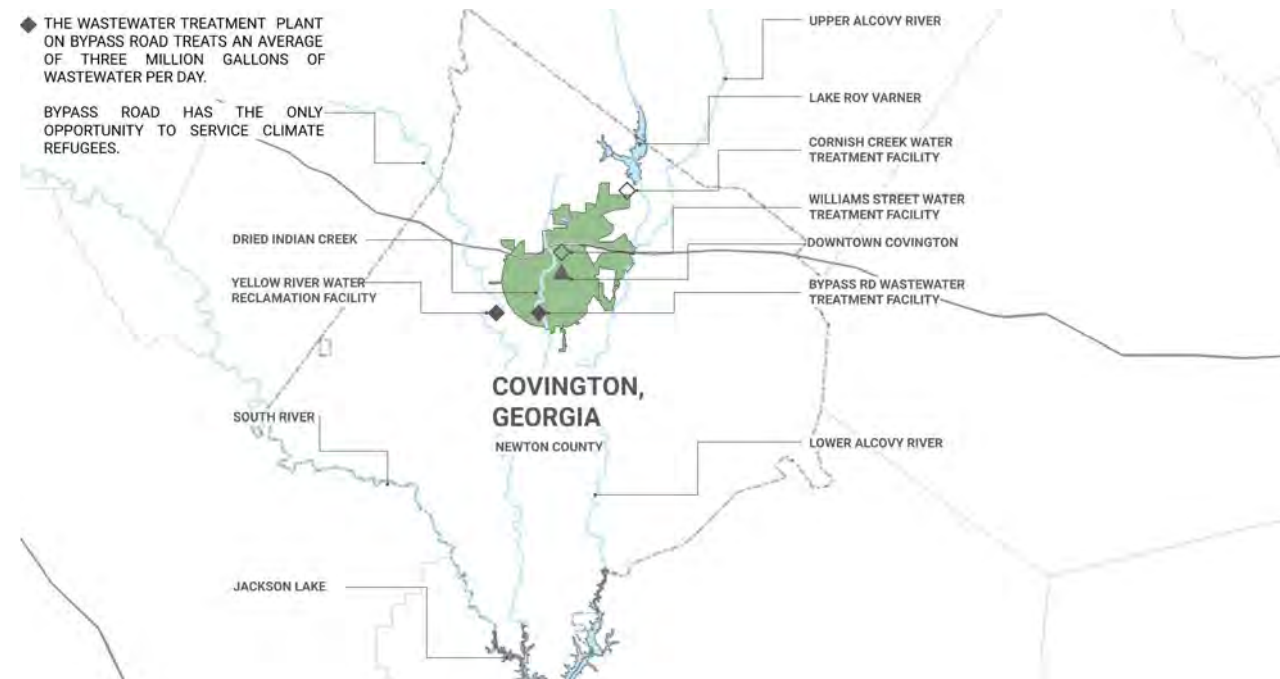 THE WASTEWATER TREATMENT PLANT
ON BYPASS ROAD TREATS AN AVERAGE
OF THREE MILLION GALLONS OF
WASTEWATER PER DAY.
BYPASS ROAD HAS THE ONLY
OPPORTUNITY TO SERVICE CLIMATE
REFUGEES.
UPPER ALCOVY RIVER
LAKE ROY VARNER
CORNISH CREEK WATER
TREATMENT FACILITY
WILLIAMS STREET WATER
TREATMENT FACILITY
DOWNTOWN COVINGTON
BYPASS RD WASTEWATER
TREATMENT FACILITY
DRIED INDIAN CREEK
YELLOW RIVER WATER
RECLAMATION FACILITY
COVINGTON,
GEORGIA
NEWTON COUNTY
SOUTH RIVER
LOWER ALCOVY RIVER
JACKSON LAKE